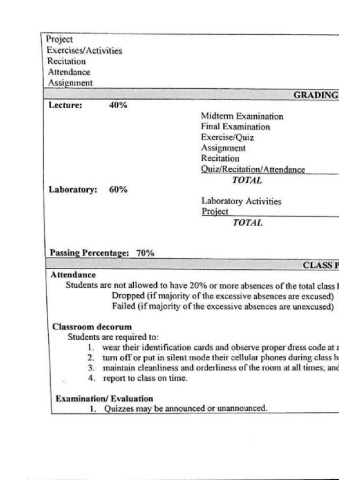 Project
Exercises/Activities
Recitation
Attendance
Assignment
GRADING
Lecture: 40%
Midterm Examination
Final Examination
Exercise/Quiz
Assignment
Recitation
Quiz/Recitation/Attendance
TOTAL
Laboratory: 60%
Laboratory Activities
Project
TOTAL
Passing Percentage: 70%
CLASS P
Attendance
Students are not allowed to have 20% or more absences of the total class
Dropped (if majority of the excessive absences are excused)
Failed (if majority of the excessive absences are unexcused)
Classroom decorum
Students are required to:
1. wear their identification cards and observe proper dress code at a
2. turn off or put in silent mode their cellular phones during class h
3. maintain cleanliness and orderliness of the room at all times; and
4. report to class on time.
Examination/ Evaluation
1. Quizzes may be announced or unannounced.